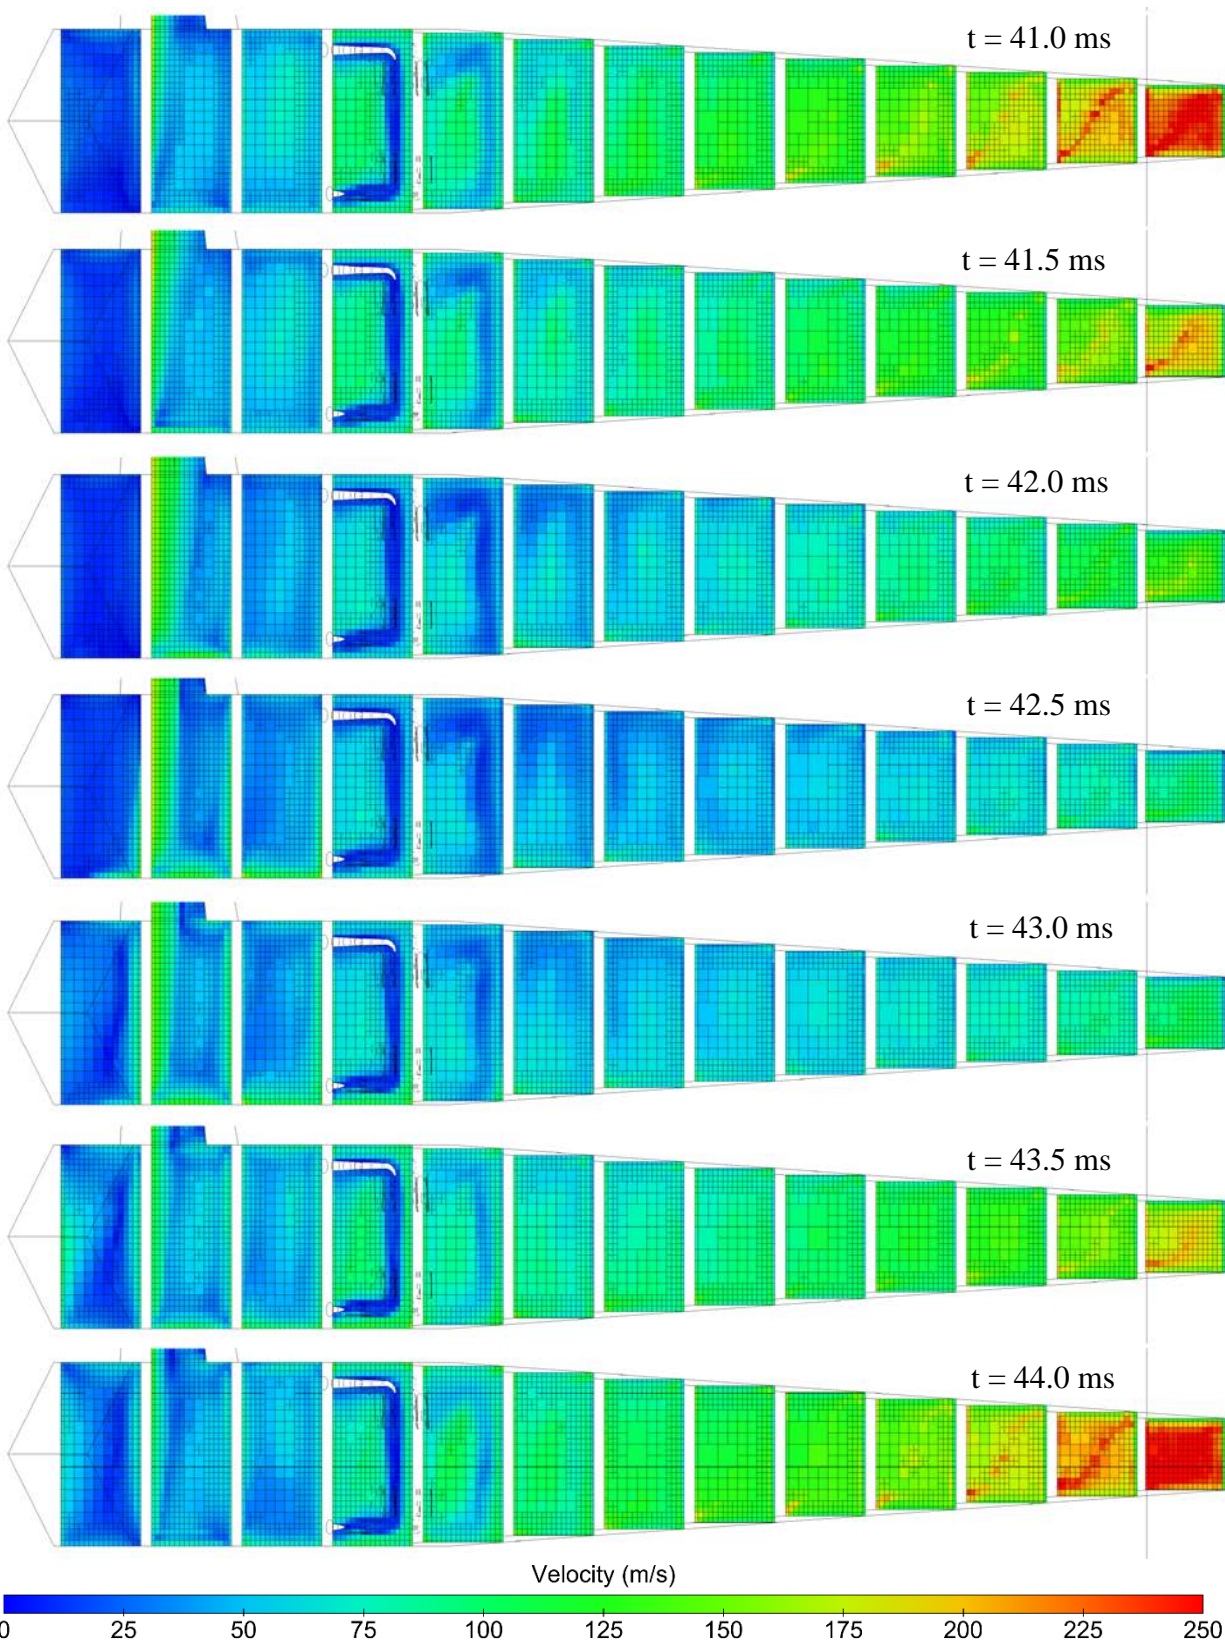 t = 41.0 ms
t = 41.5 ms
t = 42.0 ms
t = 42.5 ms
t = 43.0 ms
t = 43.5 ms
t = 44.0 ms
Velocity (m/s)
0 25 50 75 100 125 150 175 200 225 250